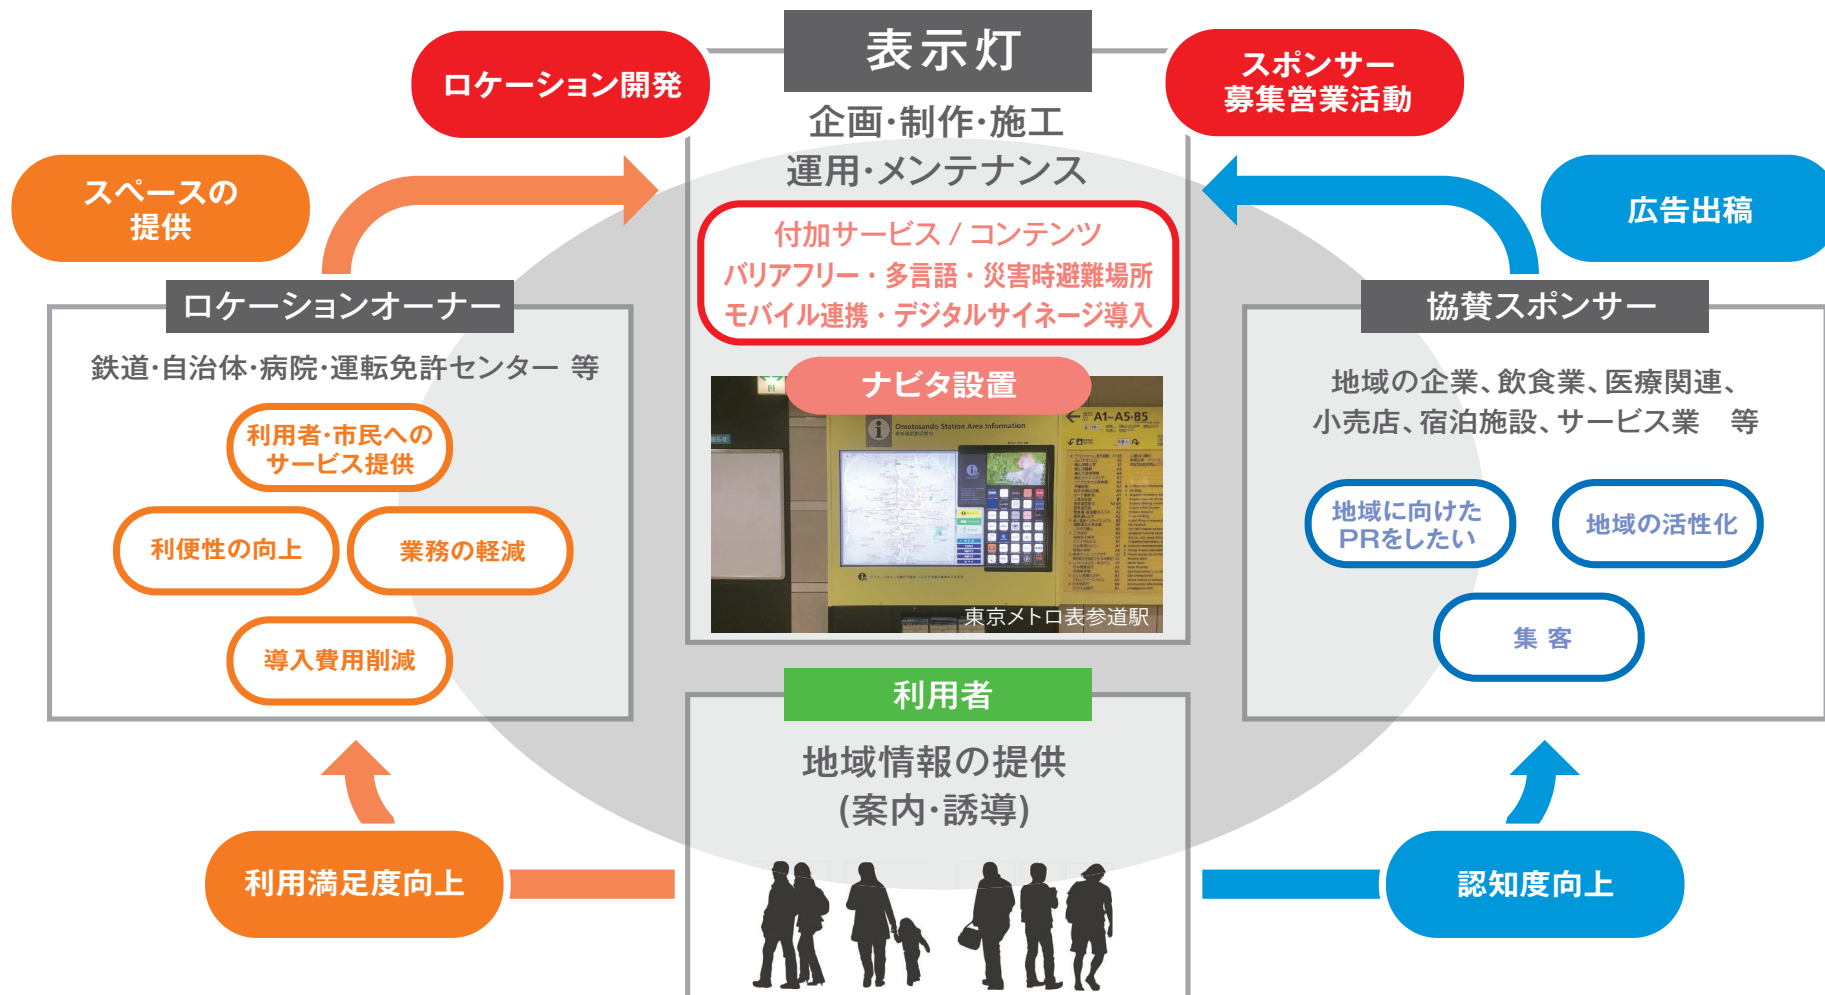 表示灯
ロケーション開発
スポンサー
募集営業活動
企画・制作・施工
運用・メンテナンス
スペースの
提供
広告出稿
付加サービス / コンテンツ
バリアフリー・多言語・災害時避難場所
モバイル連携・デジタルサイネージ導入
ロケーションオーナー
鉄道・自治体・病院・運転免許センター 等
利用者・市民への
サービス提供
利便性の向上
業務の軽減
導入費用削減
ナビタ設置
Omotesando Station Area Information
A1~A5・B5
東京メトロ表参道駅
協賛スポンサー
地域の企業、飲食業、医療関連、
小売店、宿泊施設、サービス業 等
地域に向けた
PRをしたい
地域の活性化
集 客
利用者
地域情報の提供
(案内・誘導)
利用満足度向上
認知度向上